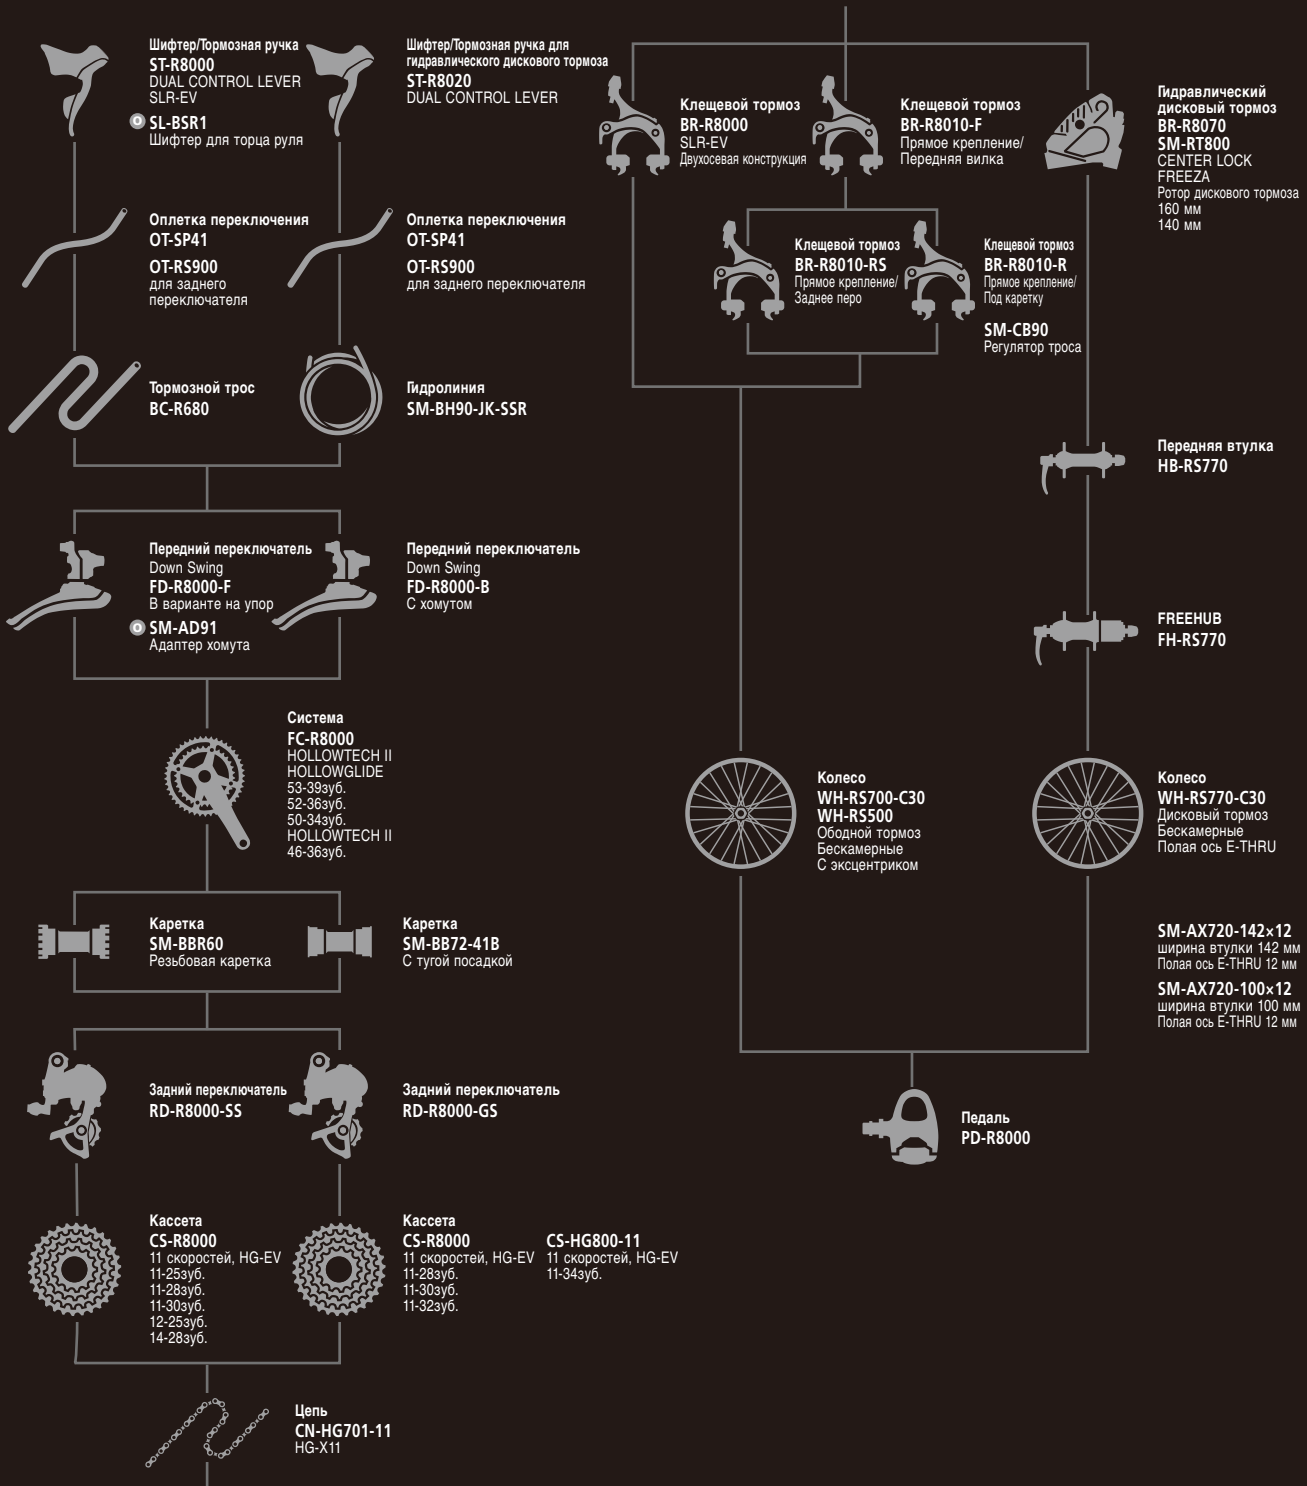 Шифтер/Тормозная ручка
ST-R8000
DUAL CONTROL LEVER
SLR-EV
SL-BSR1
Шифтер для торца руля
Шифтер/Тормозная ручка для
гидравлического дискового тормоза
ST-R8020
DUAL CONTROL LEVER
Оплетка переключения
OT-SP41
OT-RS900
для заднего
переключателя
Оплетка переключения
OT-SP41
OT-RS900
для заднего переключателя
Тормозной трос
BC-R680
Гидролиния
SM-BH90-JK-SSR
Передний переключатель
Down Swing
FD-R8000-F
В варианте на упор
SM-AD91
Адаптер хомута
Передний переключатель
Down Swing
FD-R8000-B
С хомутом
Система
FC-R8000
HOLLOWTECH II
HOLLOWGLIDE
53-39зуб.
52-36зуб.
50-34зуб.
HOLLOWTECH II
46-36зуб.
Каретка
SM-BBR60
Резьбовая каретка
Каретка
SM-BB72-41B
С тугой посадкой
Задний переключатель
RD-R8000-SS
Задний переключатель
RD-R8000-GS
Кассета
CS-R8000
11 скоростей, HG-EV
11-25зуб.
11-28зуб.
11-30зуб.
12-25зуб.
14-28зуб.
Кассета
CS-R8000
11 скоростей, HG-EV
11-28зуб.
11-30зуб.
11-32зуб.
CS-HG800-11
11 скоростей, HG-EV
11-34зуб.
Цепь
CN-HG701-11
HG-X11
Клещевой тормоз
BR-R8000
SLR-EV
Двухосевая конструкция
Клещевой тормоз
BR-R8010-F
Прямое крепление/
Передняя вилка
Клещевой тормоз
BR-R8010-RS
Прямое крепление/
Заднее перо
Клещевой тормоз
BR-R8010-R
Прямое крепление/
Под каретку
SM-CB90
Регулятор троса
Гидравлический
дисковый тормоз
BR-R8070
SM-RT800
CENTER LOCK
FREEZA
Ротор дискового тормоза
160 мм
140 мм
Передняя втулка
HB-RS770
FREEHUB
FH-RS770
Колесо
WH-RS700-C30
WH-RS500
Ободной тормоз
Бескамерные
С эксцентриком
Колесо
WH-RS770-C30
Дисковый тормоз
Бескамерные
Полая ось E-THRU
SM-AX720-142×12
ширина втулки 142 мм
Полая ось E-THRU 12 мм
SM-AX720-100×12
ширина втулки 100 мм
Полая ось E-THRU 12 мм
Педаль
PD-R8000